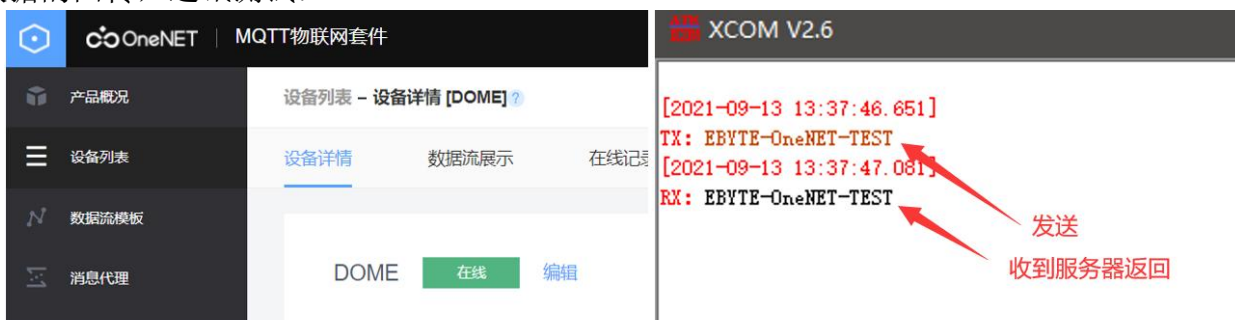 OneNET | MQTT物联网套件
产品概况
设备列表
数据流模板
消息代理
设备列表 – 设备详情 [DOME] ?
设备详情 数据流展示 在线记录
DOME 在线 编辑
XCOM V2.6
[2021-09-13 13:37:46.651]
TX: EBYTE-OneNET-TEST
[2021-09-13 13:37:47.081]
RX: EBYTE-OneNET-TEST
发送
收到服务器返回